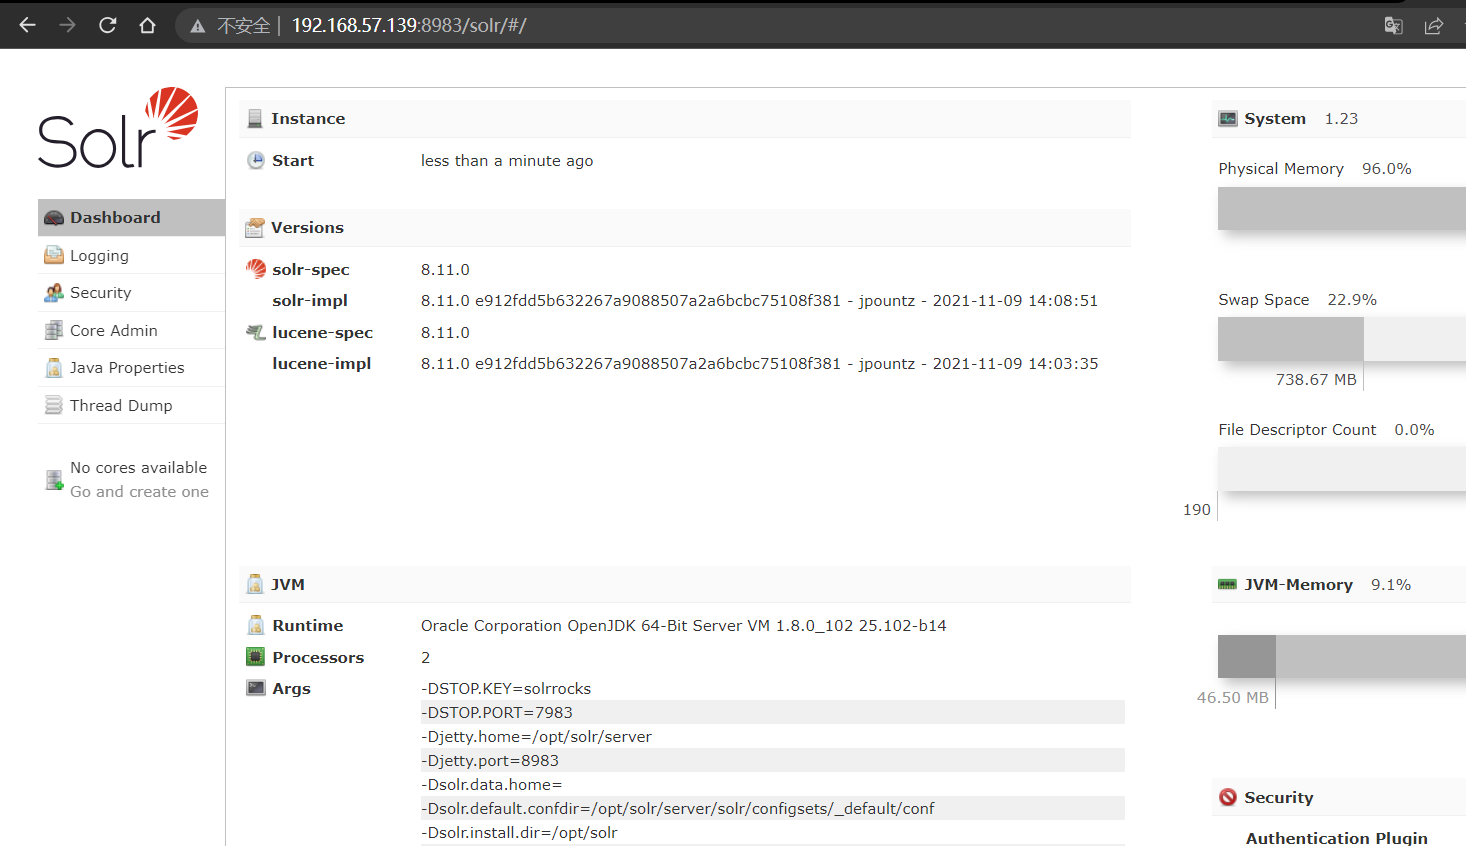 不安全 | 192.168.57.139:8983/solr/#/
Solr
Dashboard
Logging
Security
Core Admin
Java Properties
Thread Dump
No cores available
Go and create one
Instance
Start less than a minute ago
Versions
solr-spec 8.11.0
solr-impl 8.11.0 e912fdd5b632267a9088507a2a6bcbc75108f381 - jpountz - 2021-11-09 14:08:51
lucene-spec 8.11.0
lucene-impl 8.11.0 e912fdd5b632267a9088507a2a6bcbc75108f381 - jpountz - 2021-11-09 14:03:35
JVM
Runtime Oracle Corporation OpenJDK 64-Bit Server VM 1.8.0_102 25.102-b14
Processors 2
Args -DSTOP.KEY=solrrocks
-DSTOP.PORT=7983
-Djetty.home=/opt/solr/server
-Djetty.port=8983
-Dsolr.data.home=
-Dsolr.default.confdir=/opt/solr/server/solr/configsets/_default/conf
-Dsolr.install.dir=/opt/solr
System 1.23
Physical Memory 96.0%
Swap Space 22.9%
738.67 MB
File Descriptor Count 0.0%
190
JVM-Memory 9.1%
46.50 MB
Security
Authentication Plugin